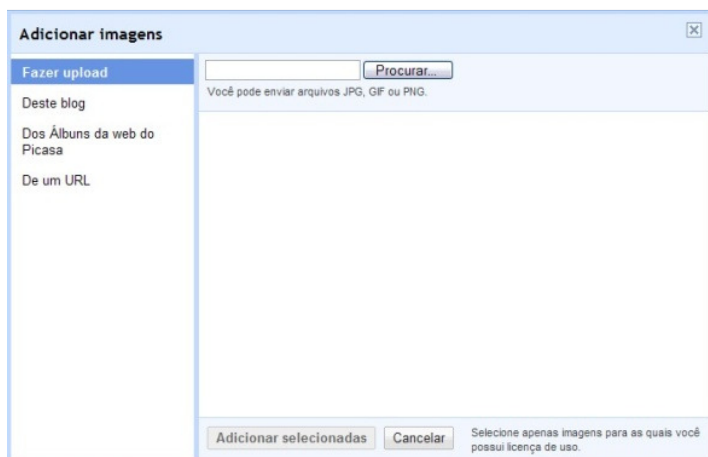 Adicionar imagens
Fazer upload
Deste blog
Dos Álbuns da web do
Picasa
De um URL
Procurar...
Você pode enviar arquivos JPG, GIF ou PNG.
Adicionar selecionadas
Cancelar
Selecione apenas imagens para as quais você
possui licença de uso.